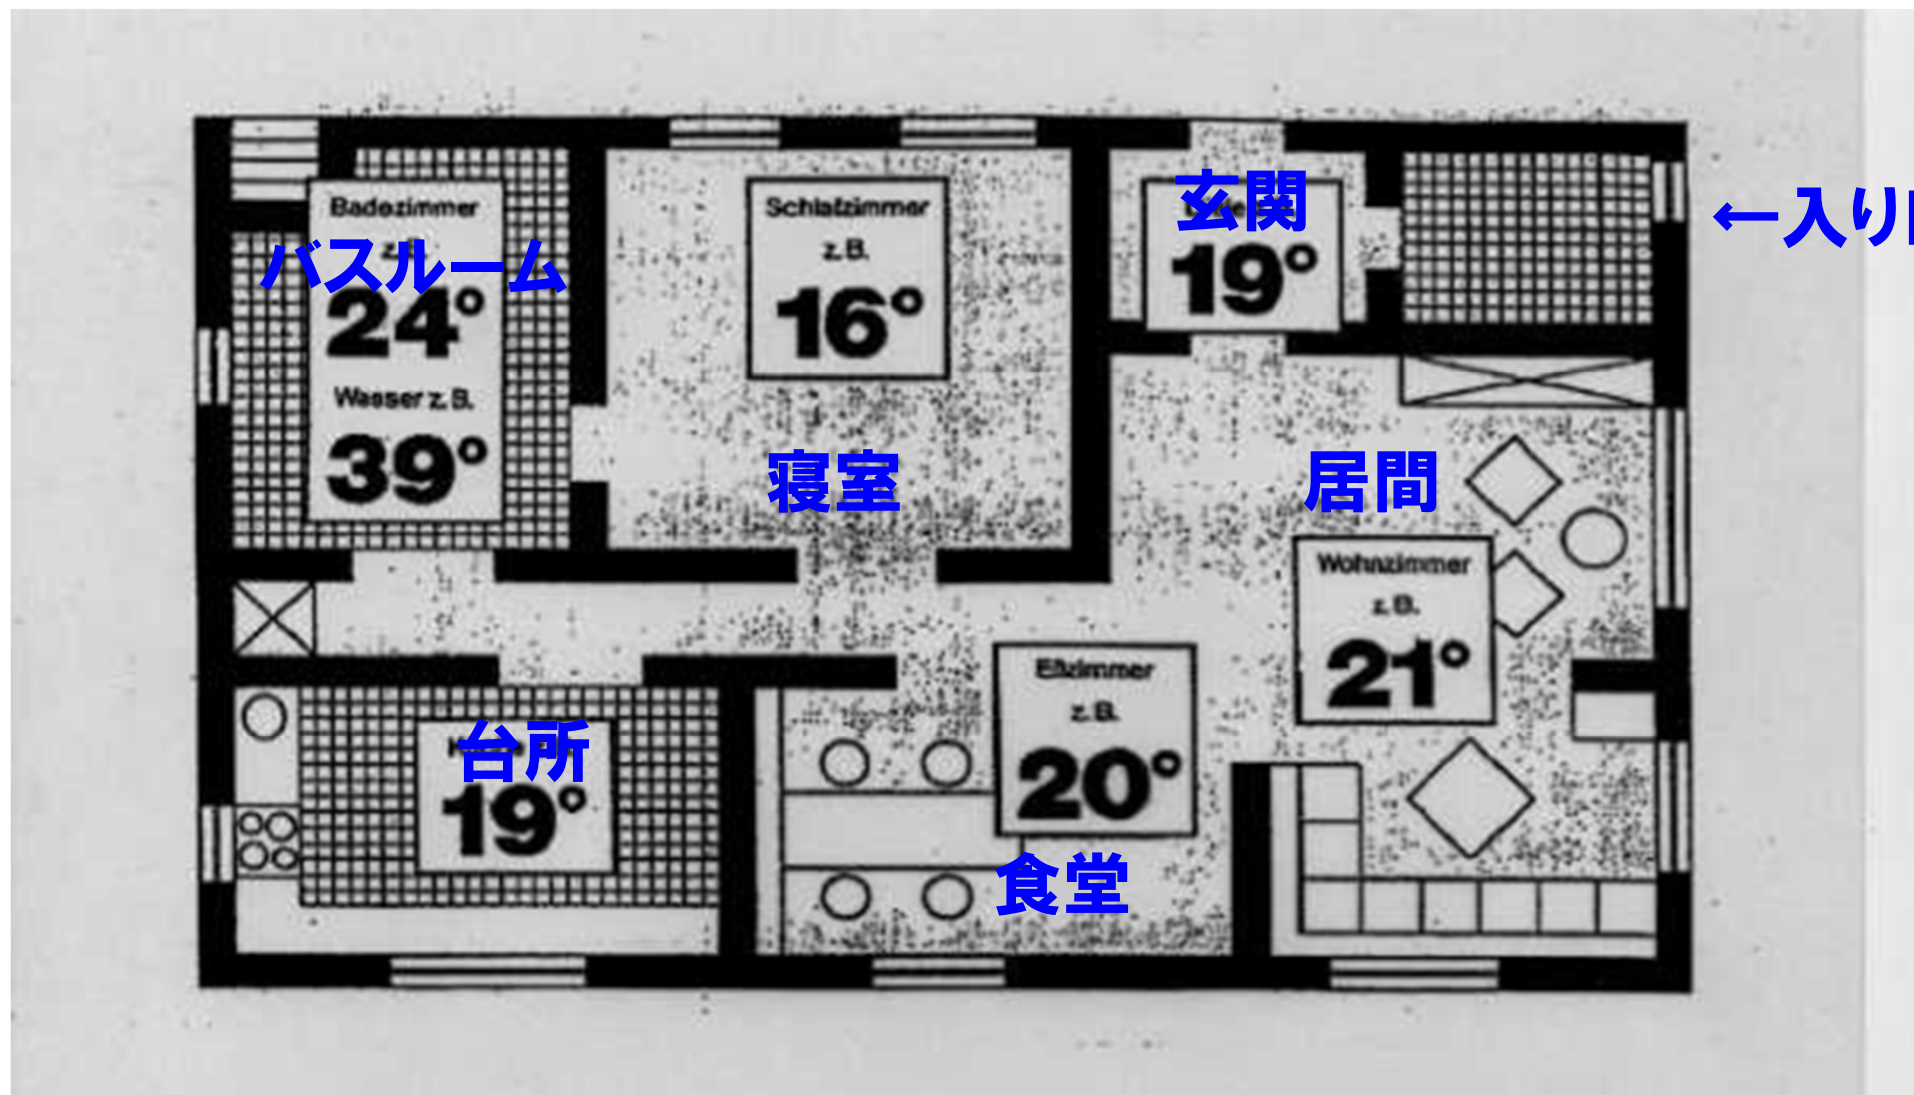 Badezimmer
バスルーム
24°
Wasser z.B.
39°
Schlafzimmer
z.B.
16°
寝室
玄関
19°
←入り
居間
Wohnzimmer
z.B.
21°
台所
19°
Eßzimmer
z.B.
20°
食堂